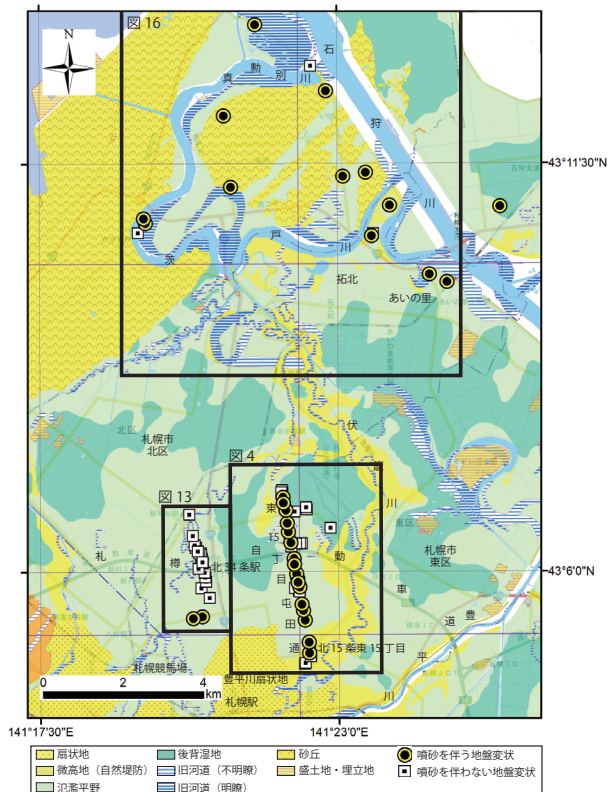 図 16
N
石
狩
川
真
勲
別
川
43°11'30"N
茨
戸
川
拓北
あいの里
札幌市
北区
北区
図 4
伏
籠
川
図 13
東
15
丁
目
屯
田
通
札
樽
自
動
車
道
北 34 条駅
東区
札幌市
東区
43°6'0"N
豊
平
川
北 15 条東 15 丁目
札幌競馬場
豊平川扇状地
札幌駅
0 2 4
km
141°17'30"E
141°2'3"E
扇状地
後背湿地
砂丘
噴砂を伴う地盤変状
微高地（自然堤防）
旧河道（不明瞭）
盛土地・埋立地
噴砂を伴わない地盤変状
氾濫平野
旧河道（明瞭）